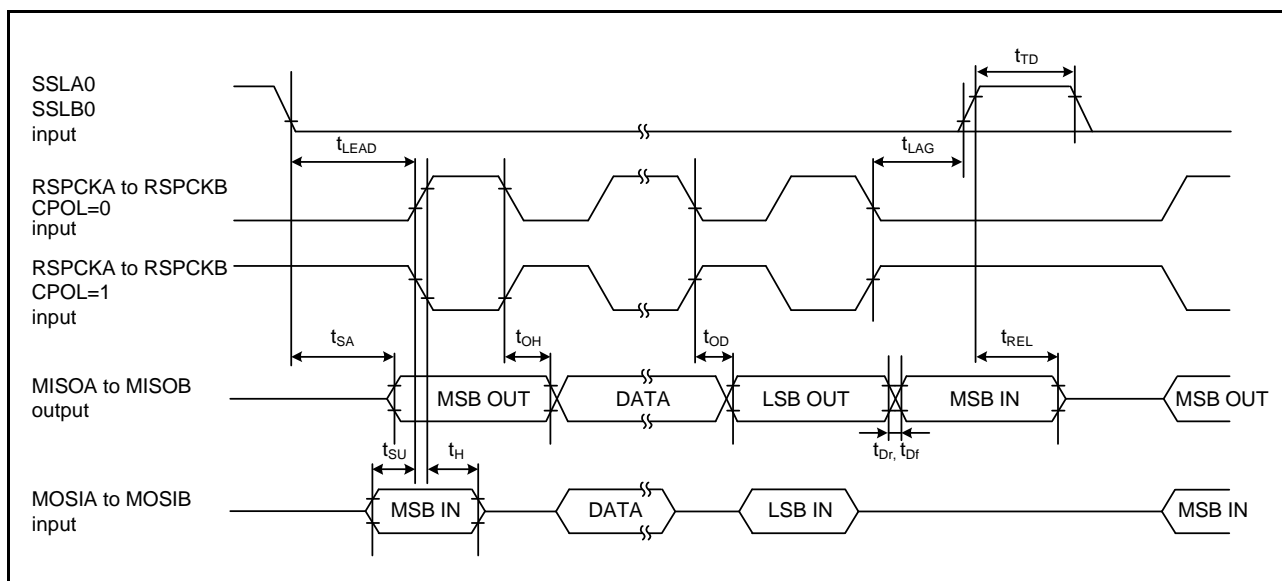 tTD
SSLA0
SSLB0
input
tLEAD
tLAG
RSPCKA to RSPCKB
CPOL=0
input
RSPCKA to RSPCKB
CPOL=1
input
tSA
tOH
tOD
tREL
MISOA to MISOB
output
MSB OUT
DATA
LSB OUT
MSB IN
MSB OUT
tSU
tH
tDr, tDf
MOSIA to MOSIB
input
MSB IN
DATA
LSB IN
MSB IN